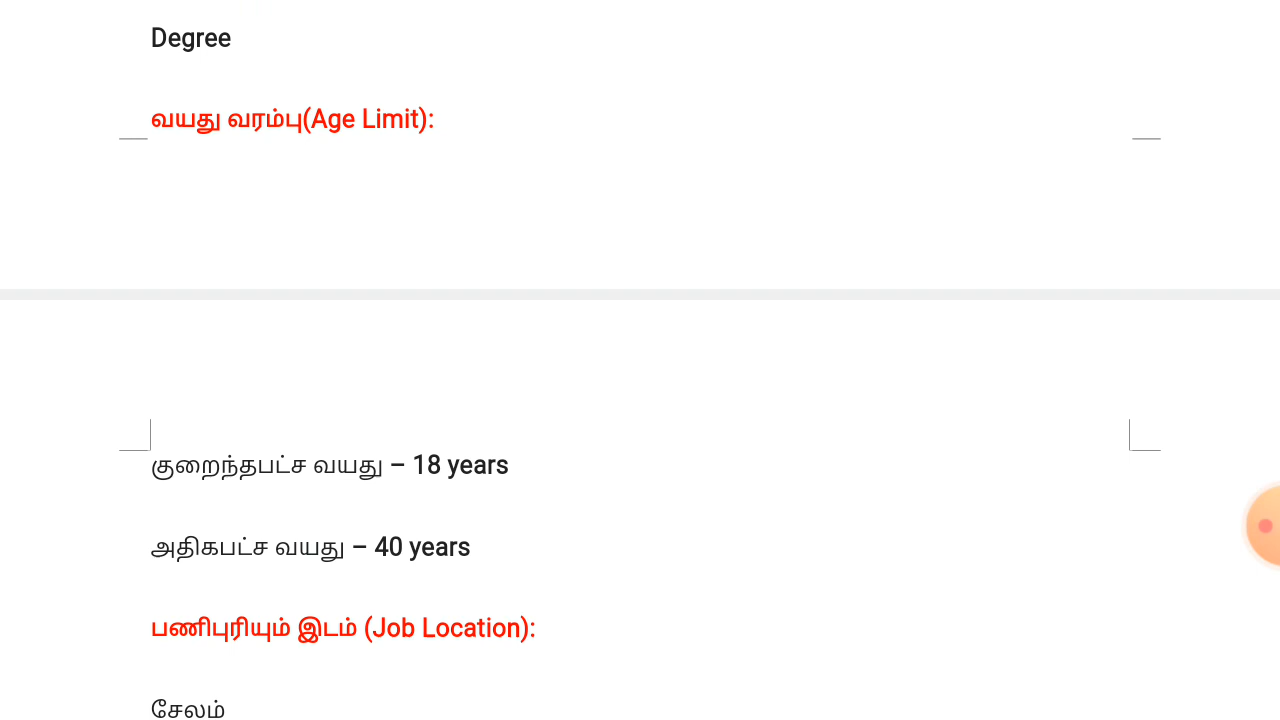 Degree
வயது வரம்பு(Age Limit):
குறைந்தபட்ச வயது – 18 years
அதிகபட்ச வயது – 40 years
பணிபுரியும் இடம் (Job Location):
சேலம்